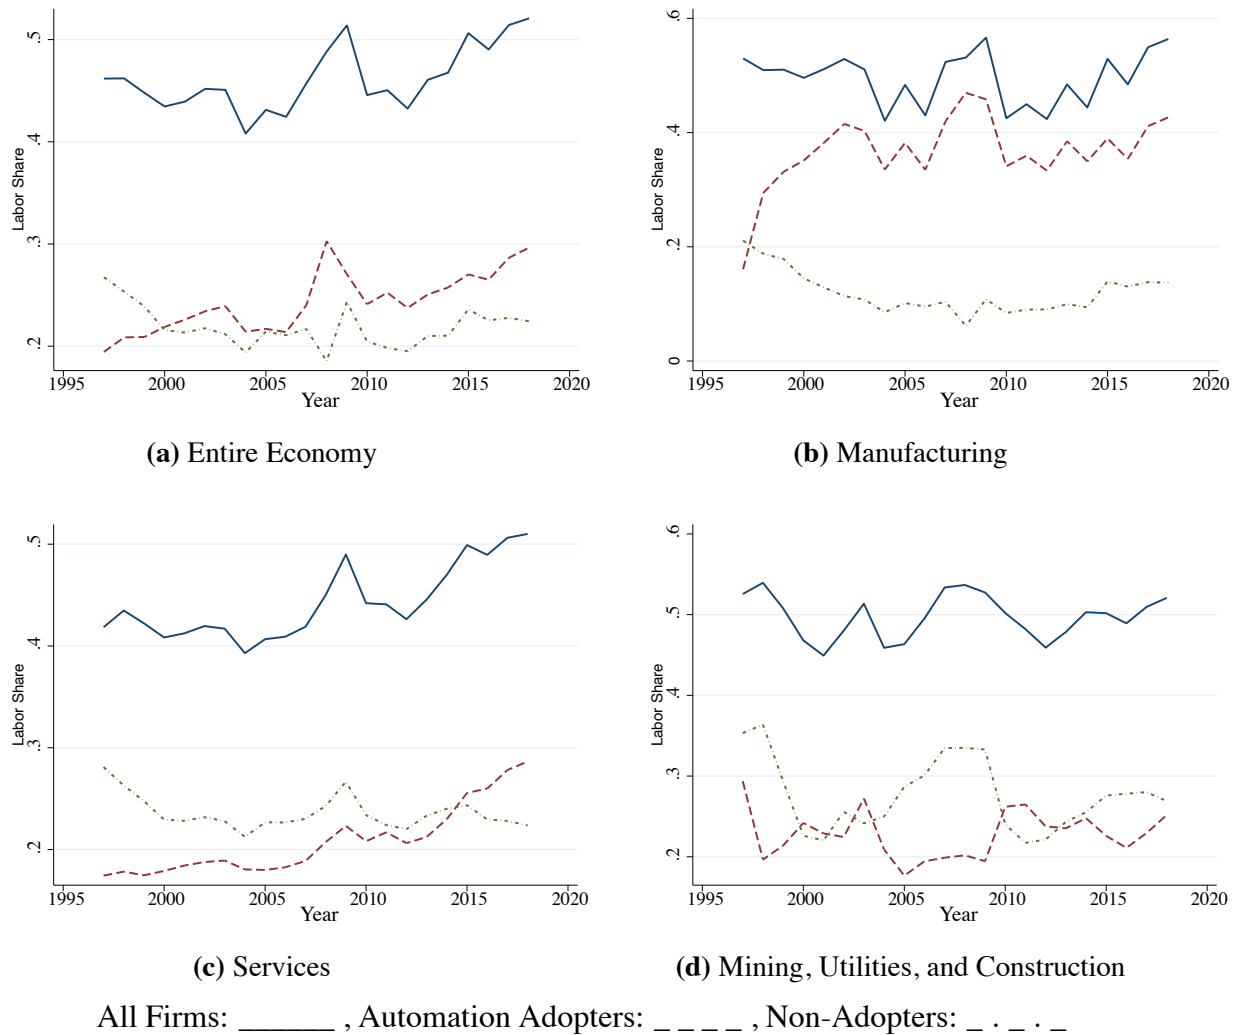 Labor Share
.5
.4
.3
.2
1995 2000 2005 2010 2015 2020
Year
(a) Entire Economy
Labor Share
.6
.4
.2
0
1995 2000 2005 2010 2015 2020
Year
(b) Manufacturing
Labor Share
.5
.4
.3
.2
1995 2000 2005 2010 2015 2020
Year
(c) Services
Labor Share
.6
.5
.4
.3
.2
1995 2000 2005 2010 2015 2020
Year
(d) Mining, Utilities, and Construction
All Firms: ______ , Automation Adopters: _ _ _ _ , Non-Adopters: _ . _ . _